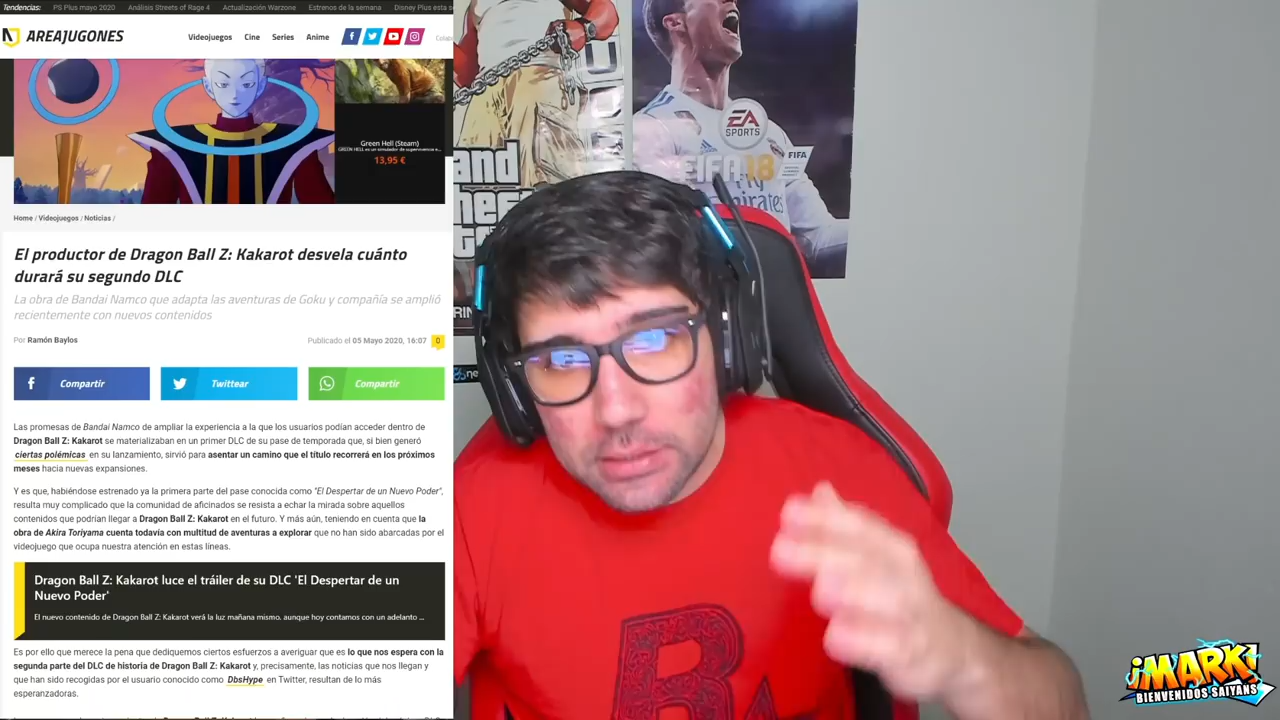 Tendencias:
PS Plus mayo 2020
Análisis Streets of Rage 4
Actualización Warzone
Estrenos de la semana
Disney Plus esta s
AREAJUGONES
Videojuegos
Cine
Series
Anime
Green Hell (Steam)
13,95 €
Home / Videojuegos / Noticias /
El productor de Dragon Ball Z: Kakarot desvela cuánto
durará su segundo DLC
La obra de Bandai Namco que adapta las aventuras de Goku y compañía se amplió
recientemente con nuevos contenidos
Por Ramón Baylos
Publicado el 05 Mayo 2020, 16:07
0
Compartir
Twittear
Compartir
Las promesas de Bandai Namco de ampliar la experiencia a la que los usuarios podían acceder dentro de
Dragon Ball Z: Kakarot se materializaban en un primer DLC de su pase de temporada que, si bien generó
ciertas polémicas en su lanzamiento, sirvió para asentar un camino que el título recorrerá en los próximos
meses hacia nuevas expansiones.
Y es que, habiéndose estrenado ya la primera parte del pase conocida como "El Despertar de un Nuevo Poder",
resulta muy complicado que la comunidad de aficinados se resista a echar la mirada sobre aquellos
contenidos que podrían llegar a Dragon Ball Z: Kakarot en el futuro. Y más aún, teniendo en cuenta que la
obra de Akira Toriyama cuenta todavía con multitud de aventuras a explorar que no han sido abarcadas por el
videojuego que ocupa nuestra atención en estas líneas.
Dragon Ball Z: Kakarot luce el tráiler de su DLC 'El Despertar de un
Nuevo Poder'
El nuevo contenido de Dragon Ball Z: Kakarot verá la luz mañana mismo, aunque hoy contamos con un adelanto ...
Es por ello que merece la pena que dediquemos ciertos esfuerzos a averiguar que es lo que nos espera con la
segunda parte del DLC de historia de Dragon Ball Z: Kakarot y, precisamente, las noticias que nos llegan y
que han sido recogidas por el usuario conocido como DbsHype en Twitter, resultan de lo más
esperanzadoras.
EA
SPORTS
FIFA 18
FIFA
Emirates
and
theft
¡MARK!
BIENVENIDOS SAIYANS